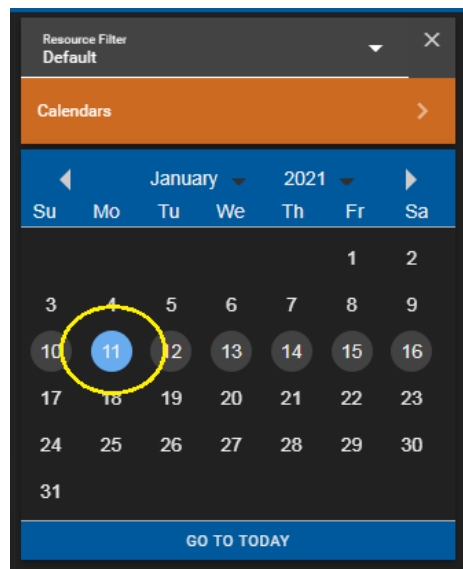 Resource Filter
Default
Calendars
January 2021
Su Mo Tu We Th Fr Sa
1 2
3 4 5 6 7 8 9
10 11 12 13 14 15 16
17 18 19 20 21 22 23
24 25 26 27 28 29 30
31
GO TO TODAY